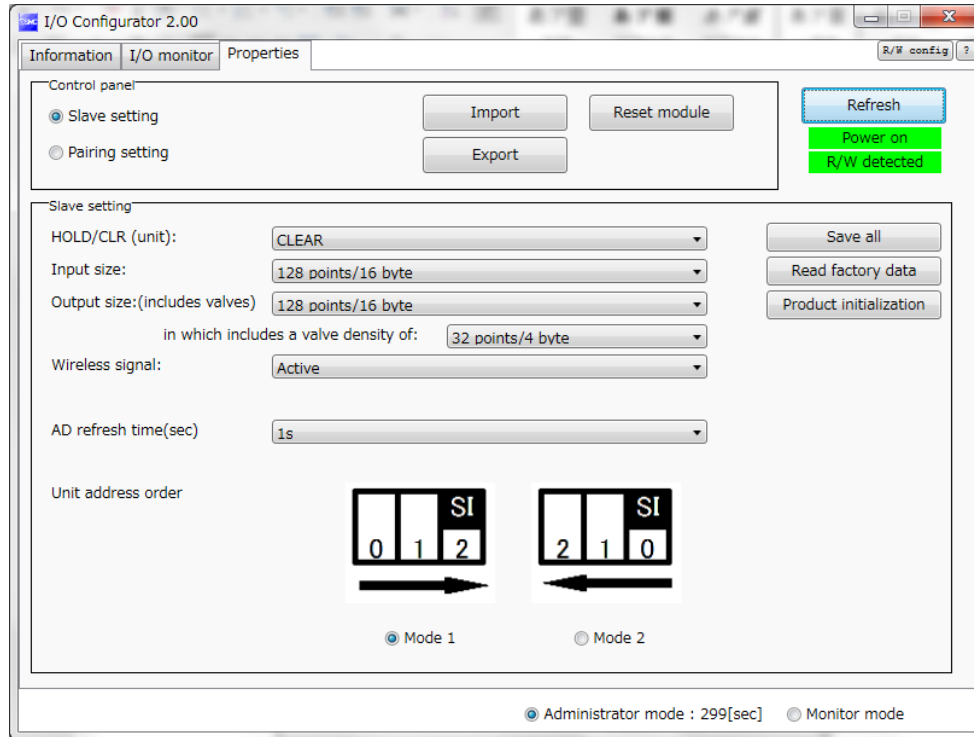 SMC I/O Configurator 2.00
Information I/O monitor Properties R/W config ?
Control panel
Slave setting Import Reset module Refresh
Power on
Pairing setting Export R/W detected
Slave setting
HOLD/CLR (unit): CLEAR Save all
Input size: 128 points/16 byte Read factory data
Output size:(includes valves) 128 points/16 byte Product initialization
in which includes a valve density of: 32 points/4 byte
Wireless signal: Active
AD refresh time(sec) 1s
Unit address order
SI SI
0 1 2 2 1 0
Mode 1 Mode 2
Administrator mode : 299[sec] Monitor mode